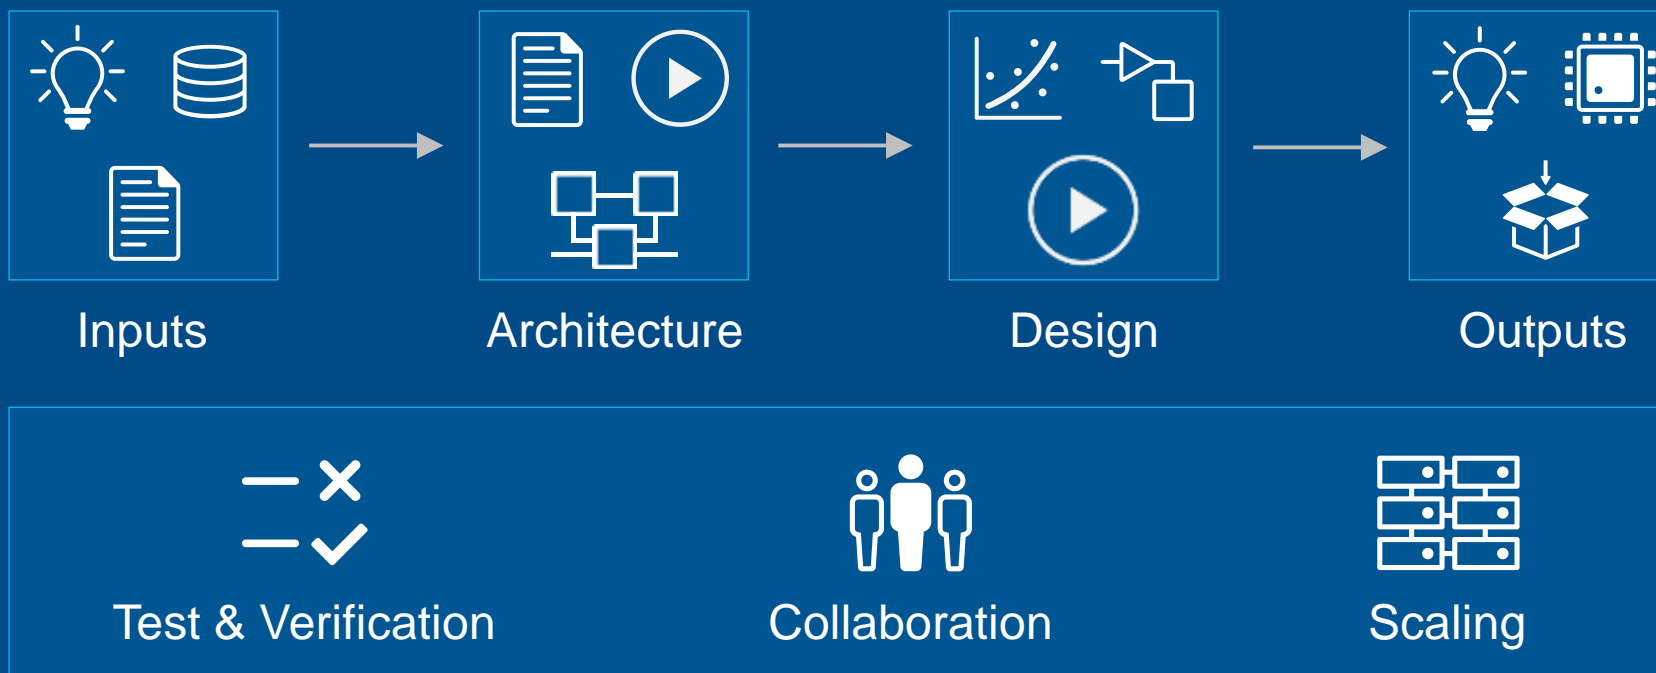 Inputs
Architecture
Design
Outputs
Test & Verification
Collaboration
Scaling